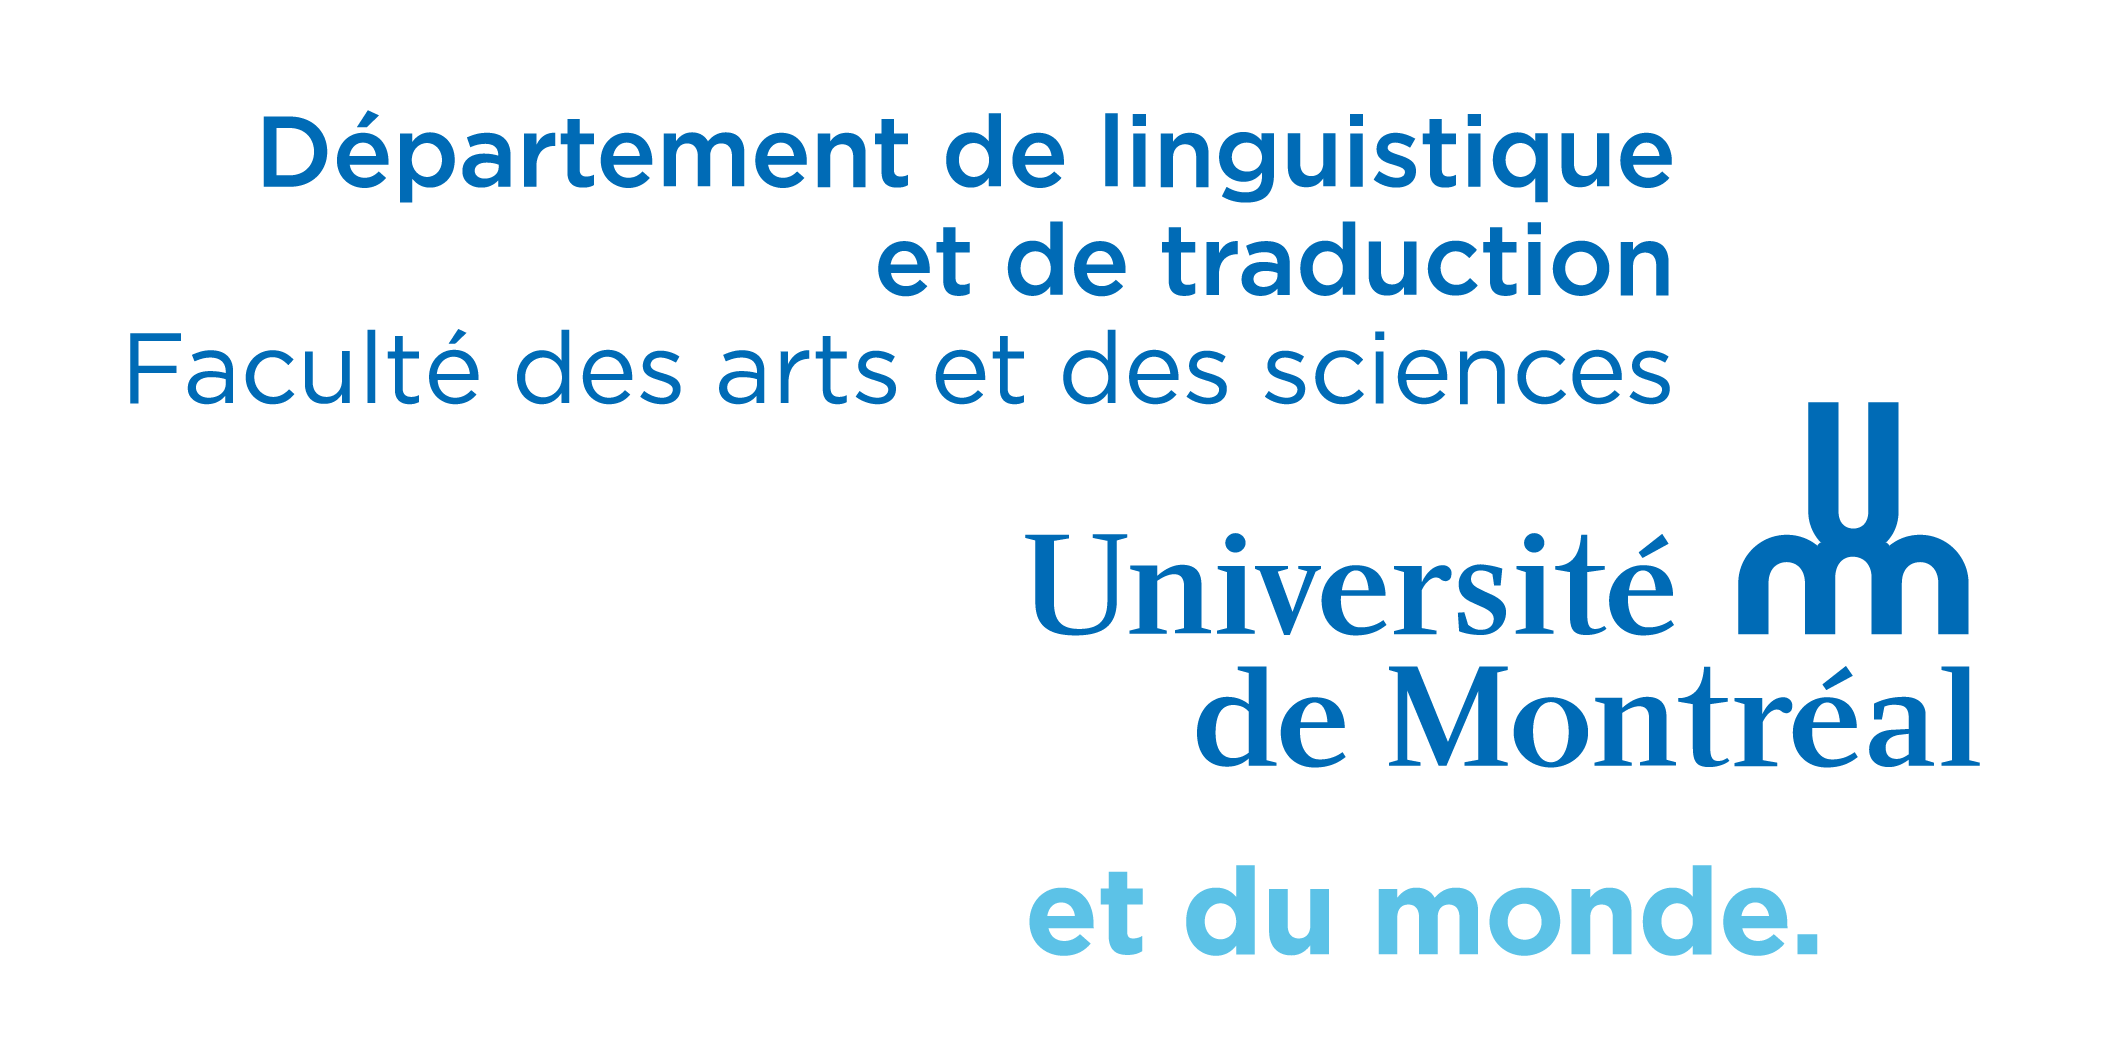 Département de linguistique
et de traduction
Faculté des arts et des sciences
Université
de Montréal
et du monde.